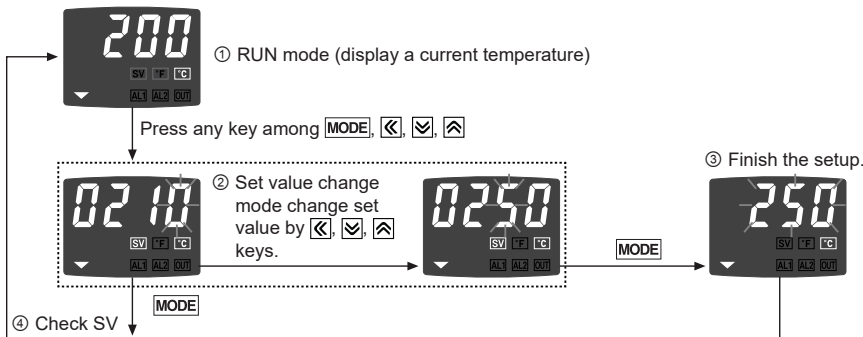 200
SV °F °C
AL1 AL2 OUT
① RUN mode (display a current temperature)
Press any key among MODE, «, ︾, ︽
0210
SV °F °C
AL1 AL2 OUT
② Set value change
mode change set
value by «, ︾, ︽
keys.
0250
SV °F °C
AL1 AL2 OUT
MODE
③ Finish the setup.
250
SV °F °C
AL1 AL2 OUT
MODE
④ Check SV